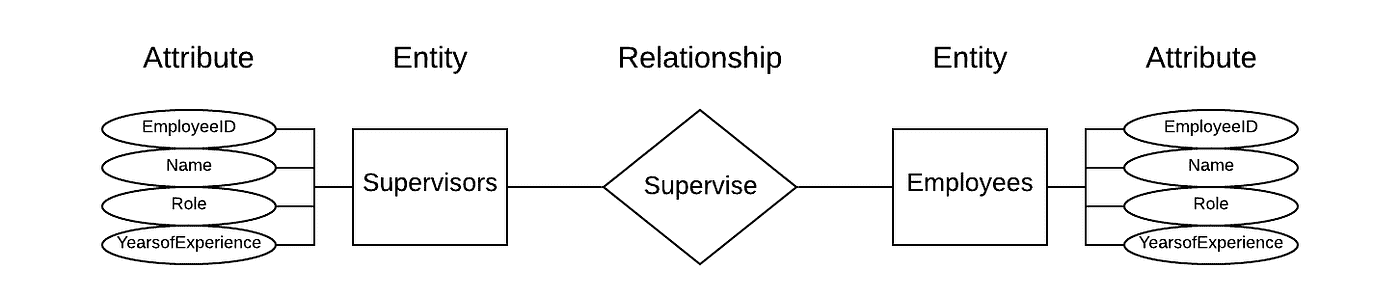 Attribute
Entity
Relationship
Entity
Attribute
EmployeeID
Name
Role
YearsofExperience
Supervisors
Supervise
Employees
EmployeeID
Name
Role
YearsofExperience